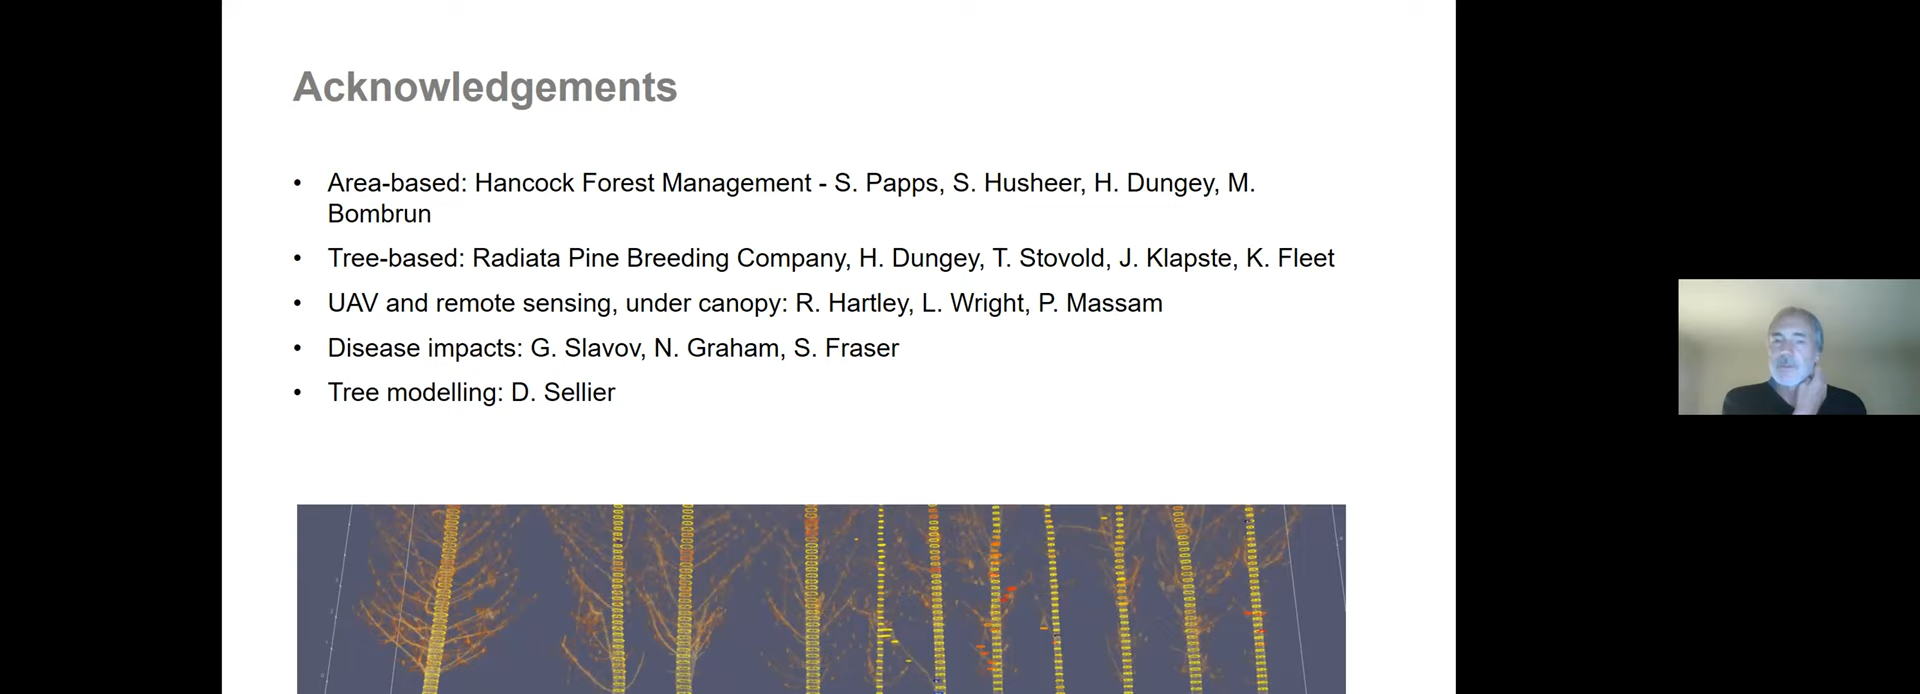 Acknowledgements
• Area-based: Hancock Forest Management - S. Papps, S. Husheer, H. Dungey, M.
Bombrun
• Tree-based: Radiata Pine Breeding Company, H. Dungey, T. Stovold, J. Klapste, K. Fleet
• UAV and remote sensing, under canopy: R. Hartley, L. Wright, P. Massam
• Disease impacts: G. Slavov, N. Graham, S. Fraser
• Tree modelling: D. Sellier